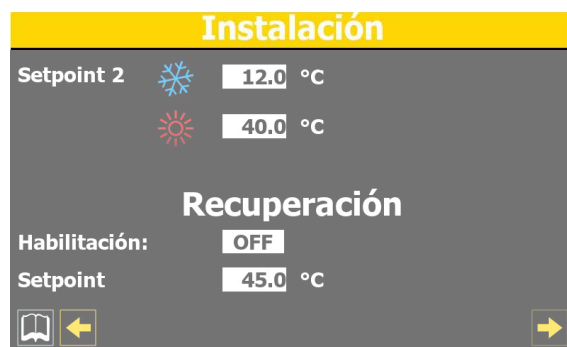 Instalación
Setpoint 2 12.0 °C
40.0 °C
Recuperación
Habilitación: OFF
Setpoint 45.0 °C